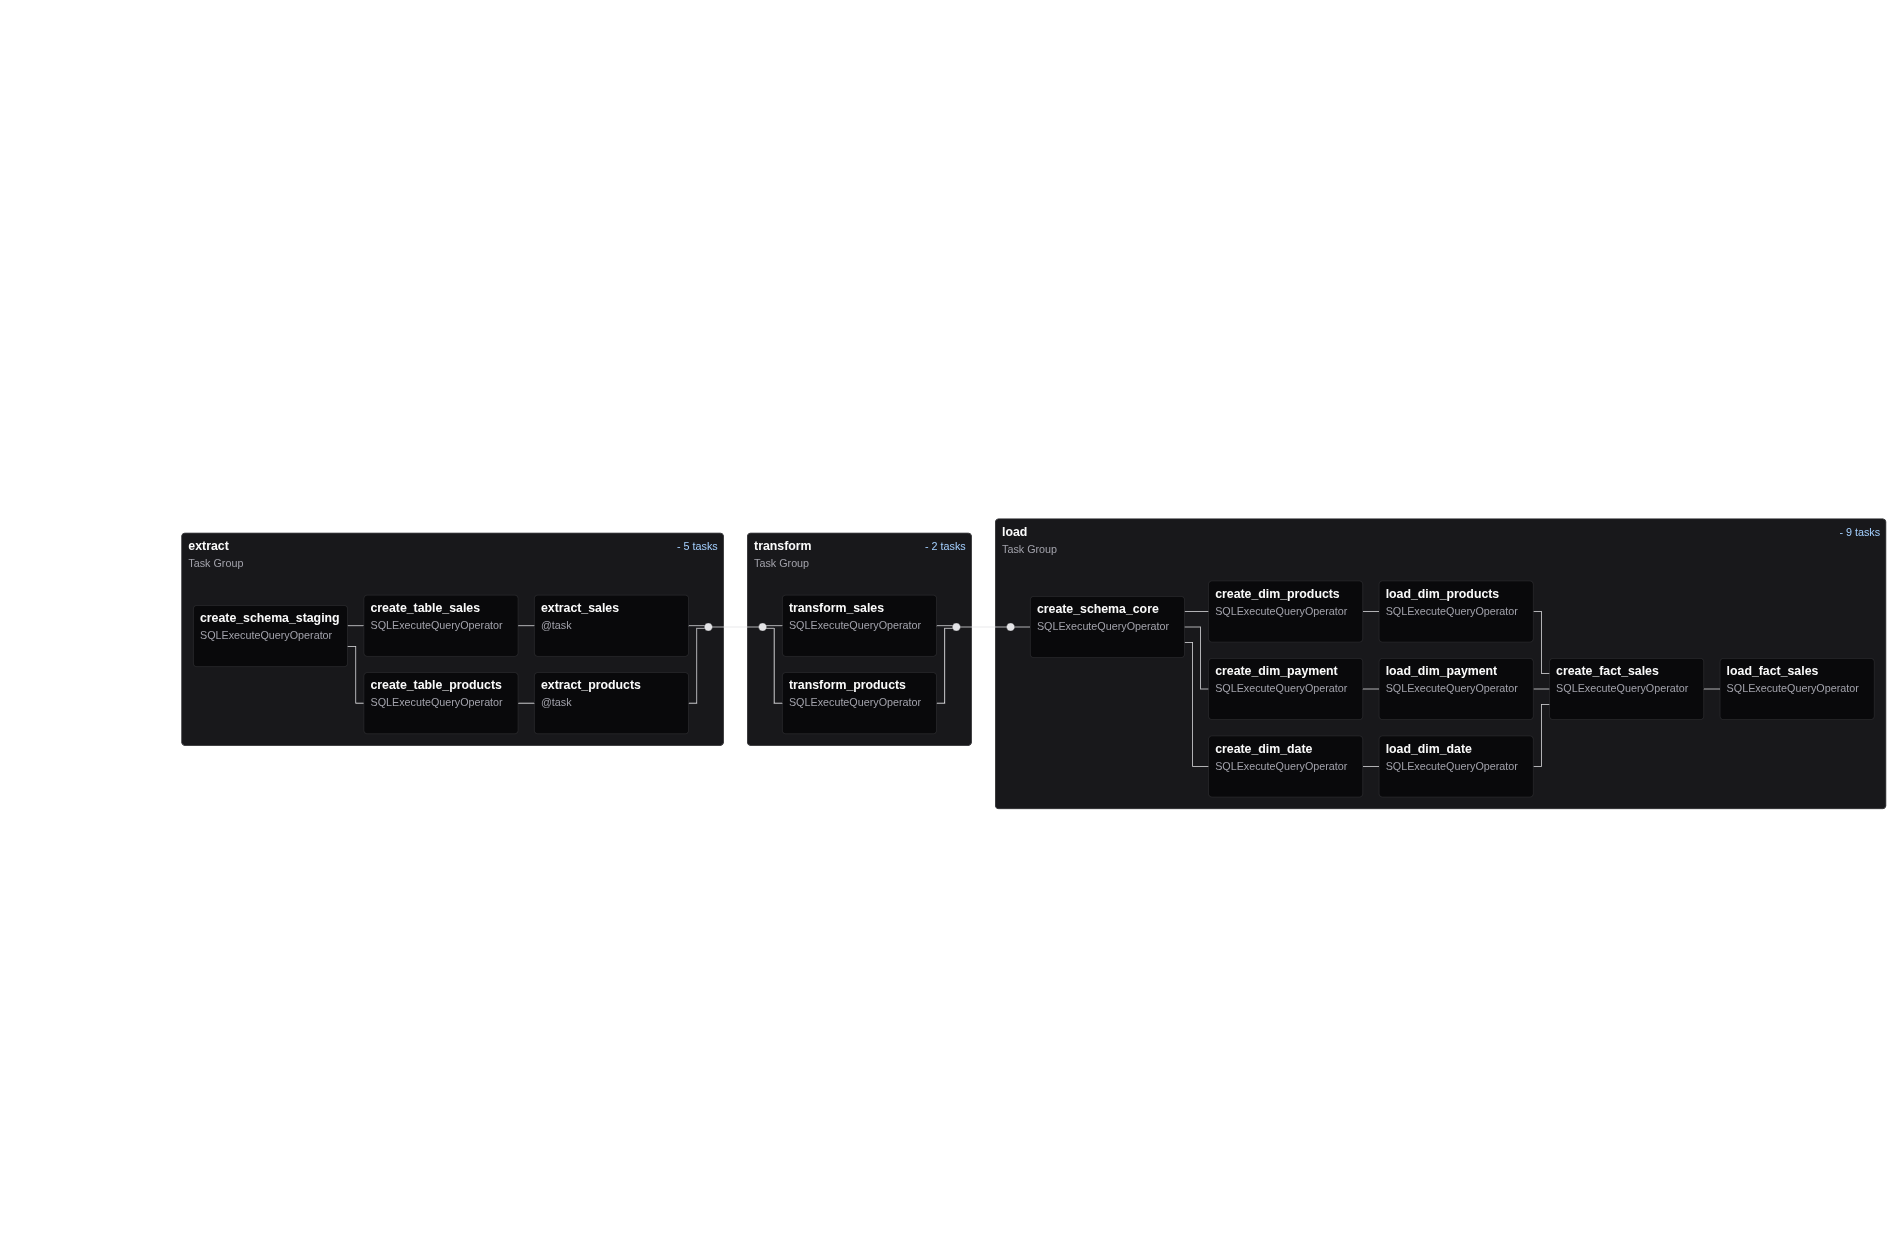 extract
- 5 tasks
Task Group
create_schema_staging
SQLExecuteQueryOperator
create_table_sales
SQLExecuteQueryOperator
extract_sales
@task
create_table_products
SQLExecuteQueryOperator
extract_products
@task
transform
- 2 tasks
Task Group
transform_sales
SQLExecuteQueryOperator
transform_products
SQLExecuteQueryOperator
load
- 9 tasks
Task Group
create_schema_core
SQLExecuteQueryOperator
create_dim_products
SQLExecuteQueryOperator
load_dim_products
SQLExecuteQueryOperator
create_dim_payment
SQLExecuteQueryOperator
load_dim_payment
SQLExecuteQueryOperator
create_fact_sales
SQLExecuteQueryOperator
load_fact_sales
SQLExecuteQueryOperator
create_dim_date
SQLExecuteQueryOperator
load_dim_date
SQLExecuteQueryOperator